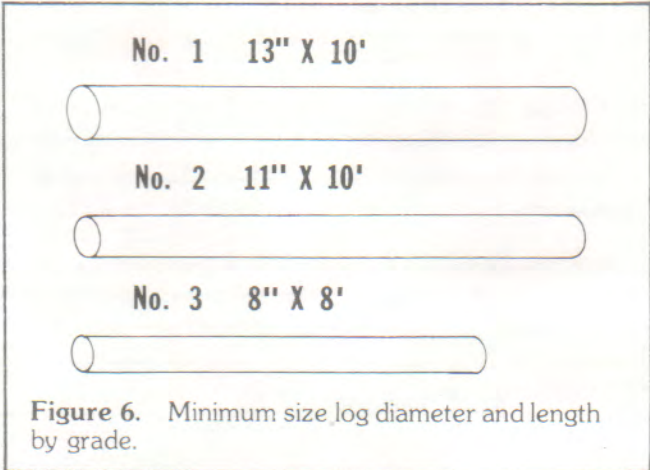 No. 1 13" X 10'
No. 2 11" X 10'
No. 3 8" X 8'
Figure 6. Minimum size log diameter and length
by grade.